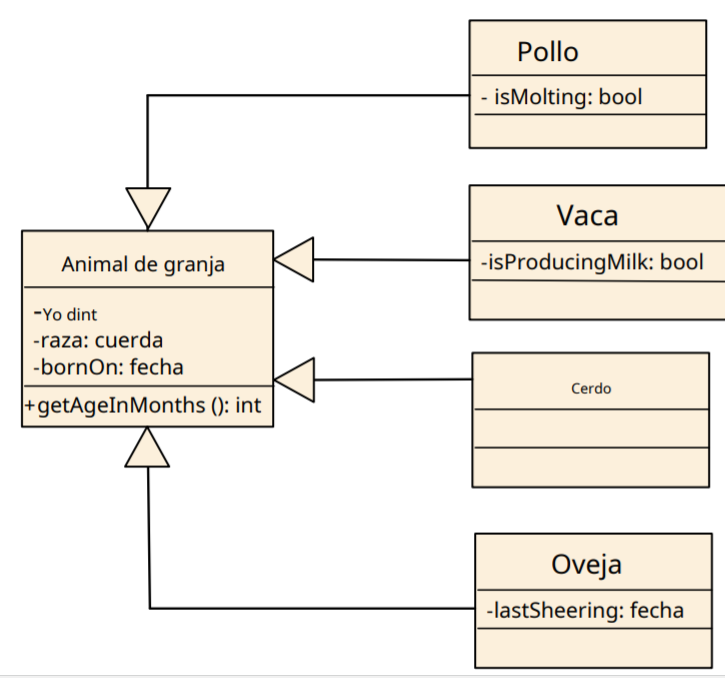 Pollo
- isMolting: bool
Vaca
-isProducingMilk: bool
Animal de granja
-Yo dint
-raza: cuerda
-bornOn: fecha
+getAgeInMonths (): int
Cerdo
Oveja
-lastSheering: fecha